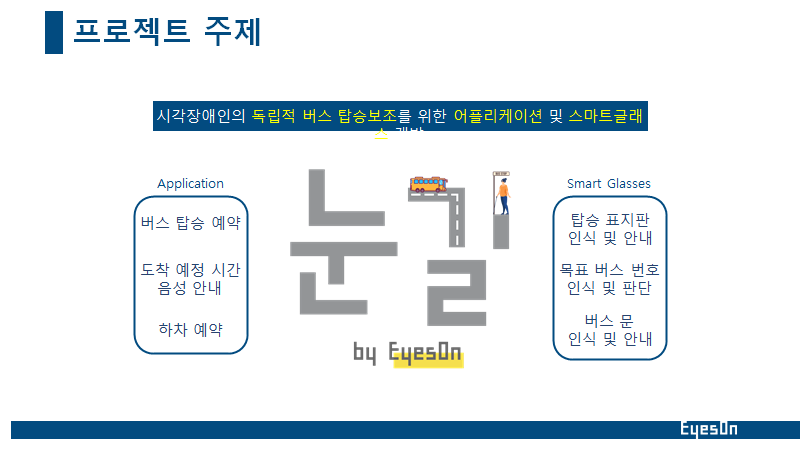 프로젝트 주제
시각장애인의 독립적 버스 탑승보조를 위한 어플리케이션 및 스마트글래
스 개발
Application
버스 탑승 예약
도착 예정 시간
음성 안내
하차 예약
눈길
by EyesOn
Smart Glasses
탑승 표지판
인식 및 안내
목표 버스 번호
인식 및 판단
버스 문
인식 및 안내
EyesOn